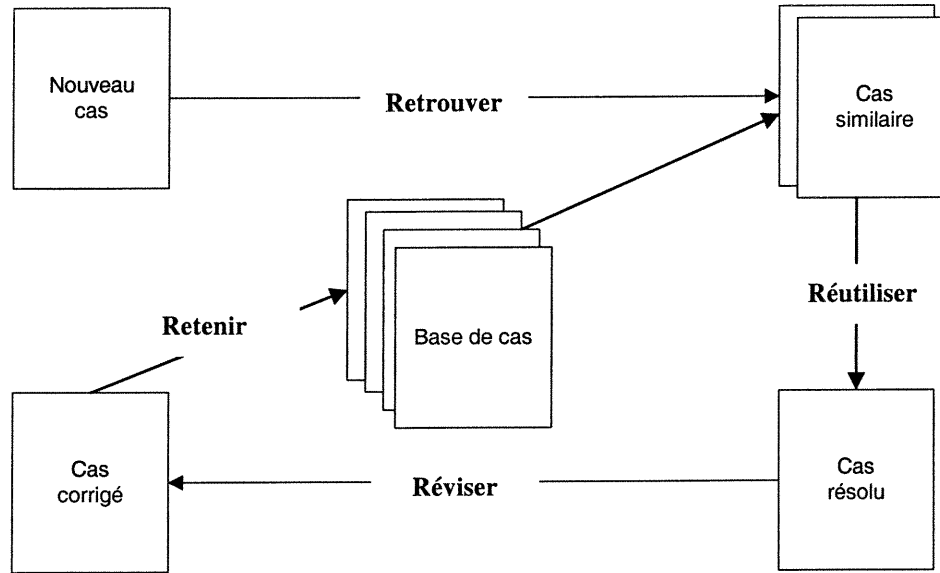 Nouveau
cas
Retrouver
Cas
similaire
Réutiliser
Retenir
Base de cas
Cas
corrigé
Réviser
Cas
résolu